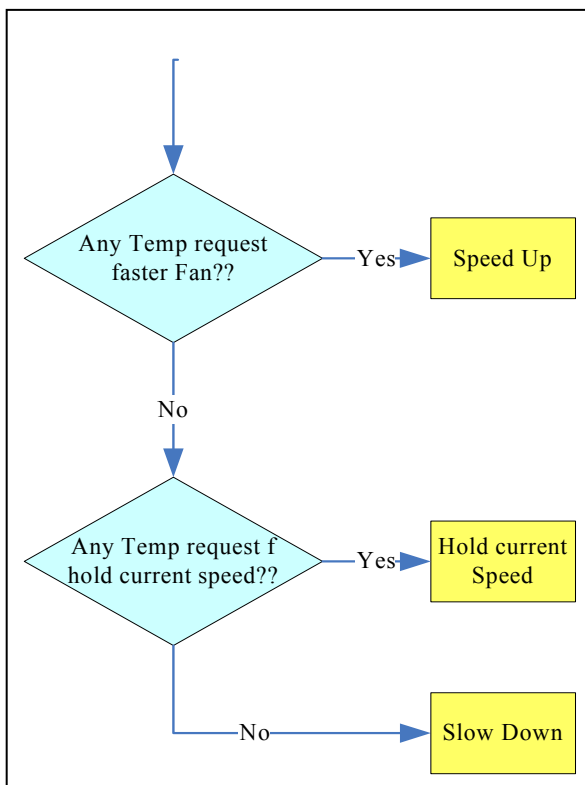 Any Temp request
faster Fan??
Yes
Speed Up
No
Any Temp request f
hold current speed??
Yes
Hold current
Speed
No
Slow Down